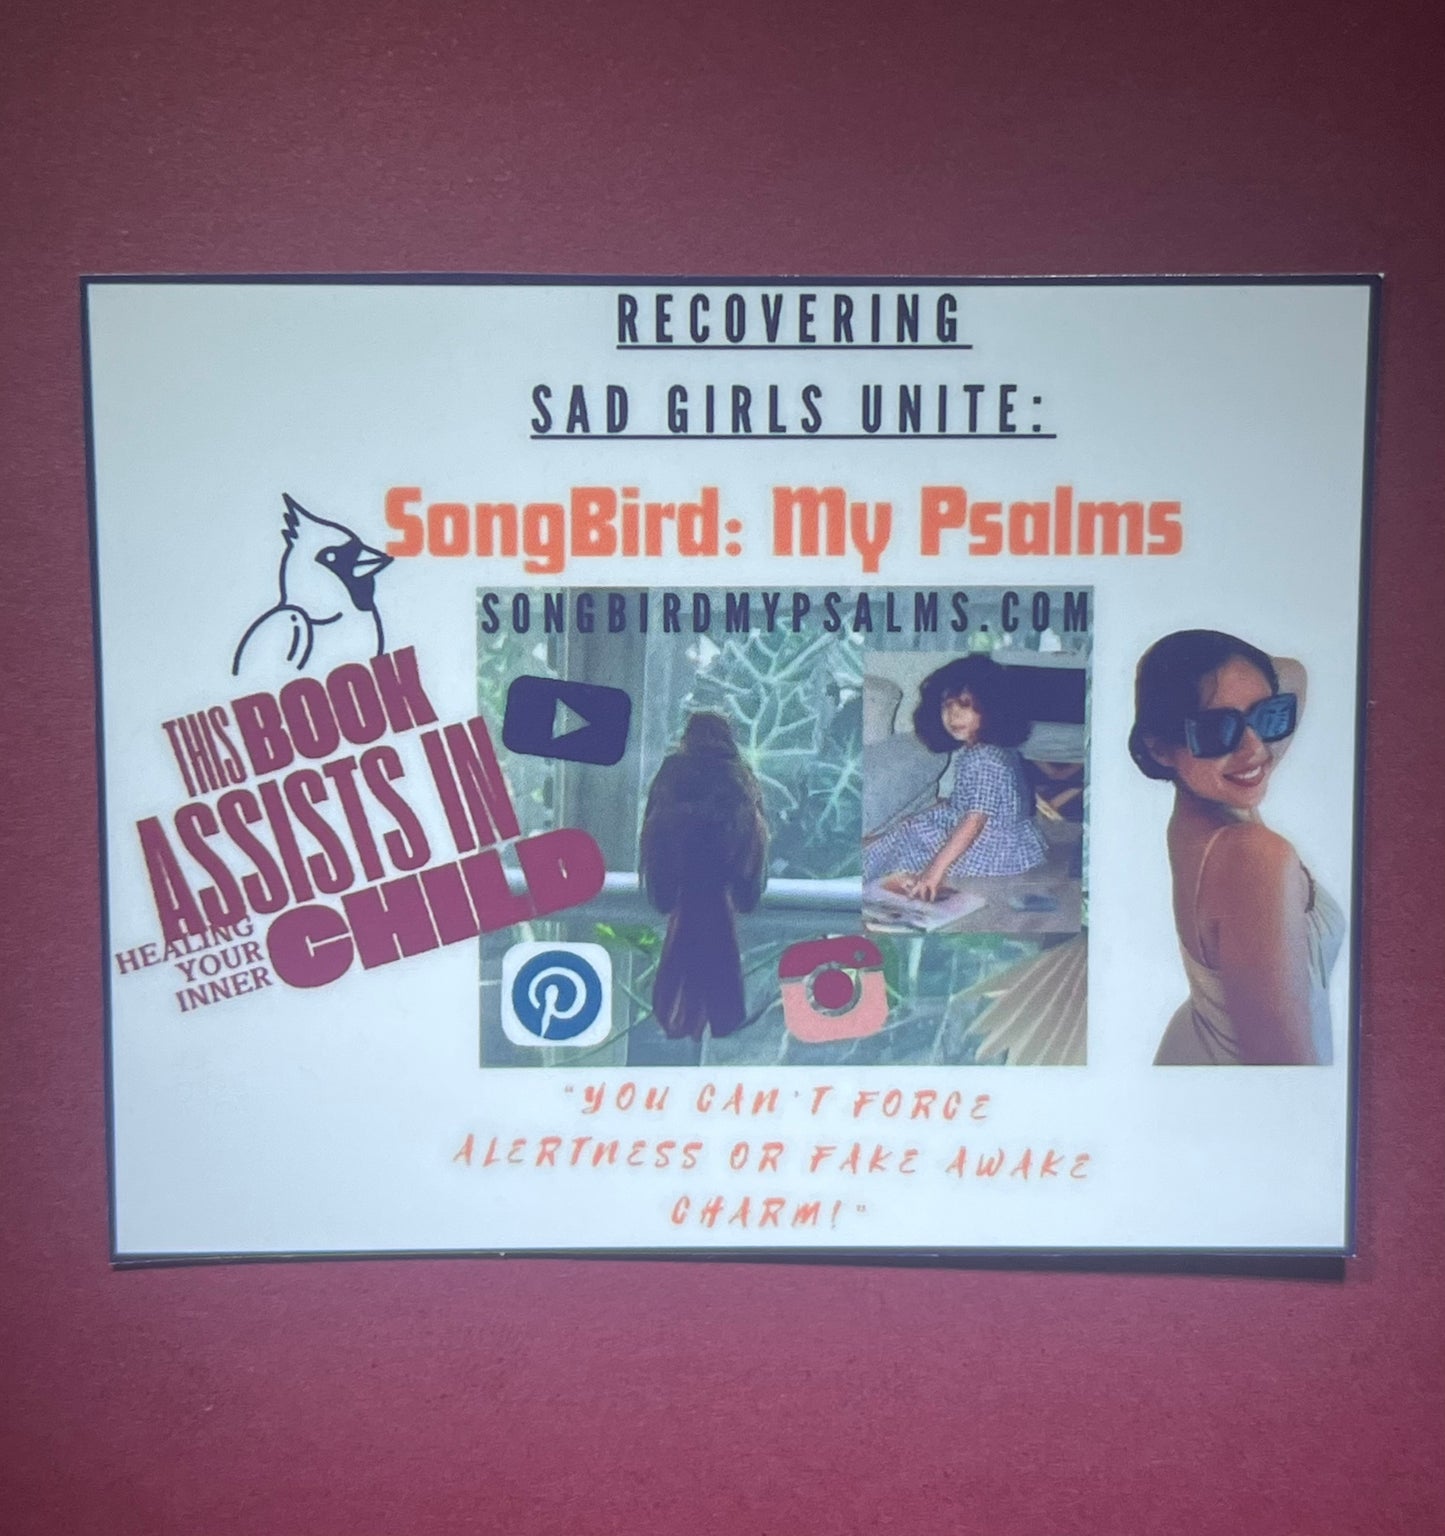 RECOVERING
SAD GIRLS UNITE:
SongBird: My Psalms
SONGBIRDMYPSALMS.COM
THIS BOOK
ASSISTS IN
HEALING
YOUR
INNER
CHILD
"YOU CAN'T FORCE
ALERTNESS OR FAKE AWAKE
CHARM!"